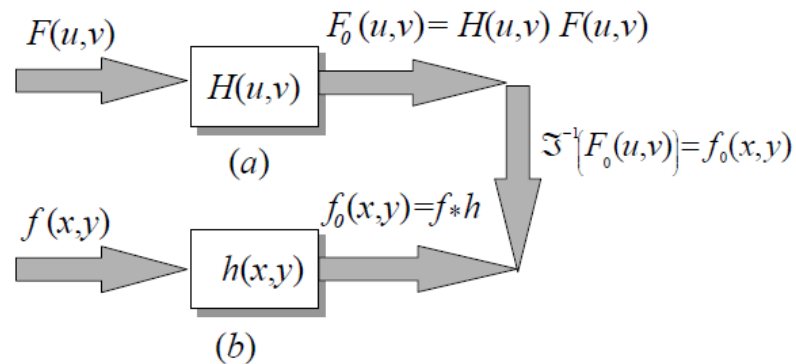 F(u,v)
F₀(u,v)= H(u,v) F(u,v)
H(u,v)
(a)
ℑ⁻¹(F₀(u,v))=f₀(x,y)
f(x,y)
f₀(x,y)=f*h
h(x,y)
(b)